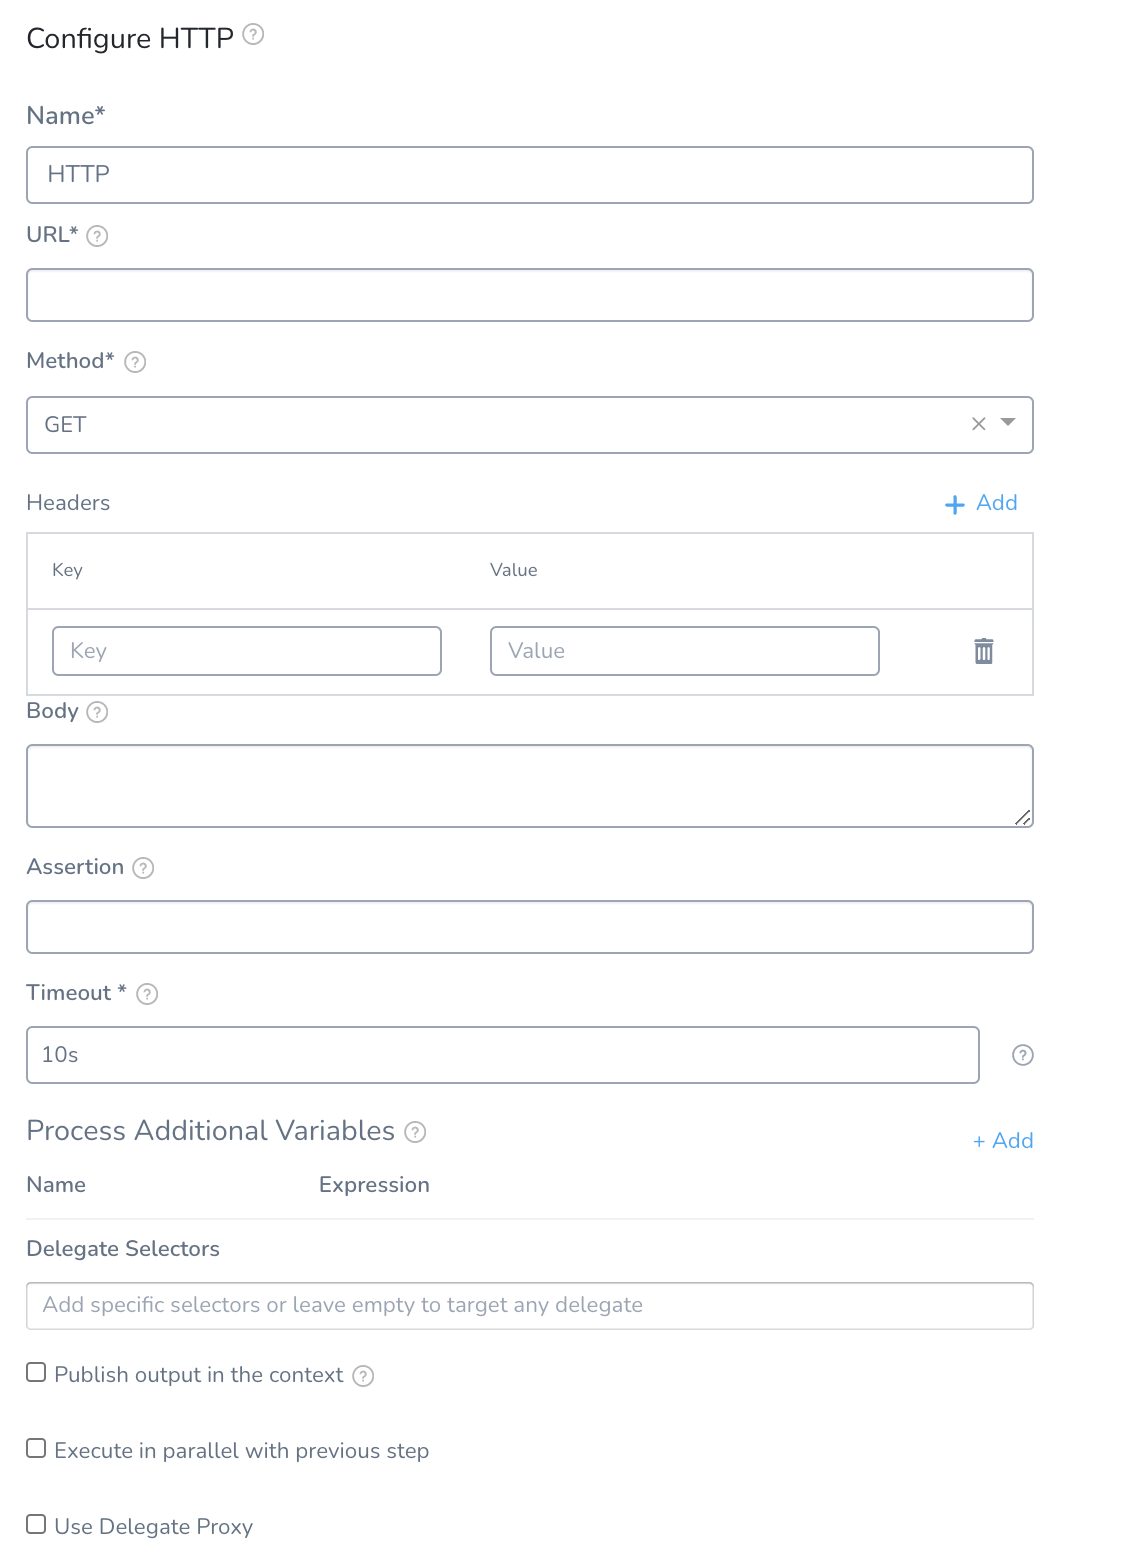 Configure HTTP ?
Name*
HTTP
URL* ?
Method* ?
GET
Headers + Add
Key Value
Key Value
Body ?
Assertion ?
Timeout * ?
10s ?
Process Additional Variables ?
+ Add
Name Expression
Delegate Selectors
Add specific selectors or leave empty to target any delegate
Publish output in the context ?
Execute in parallel with previous step
Use Delegate Proxy